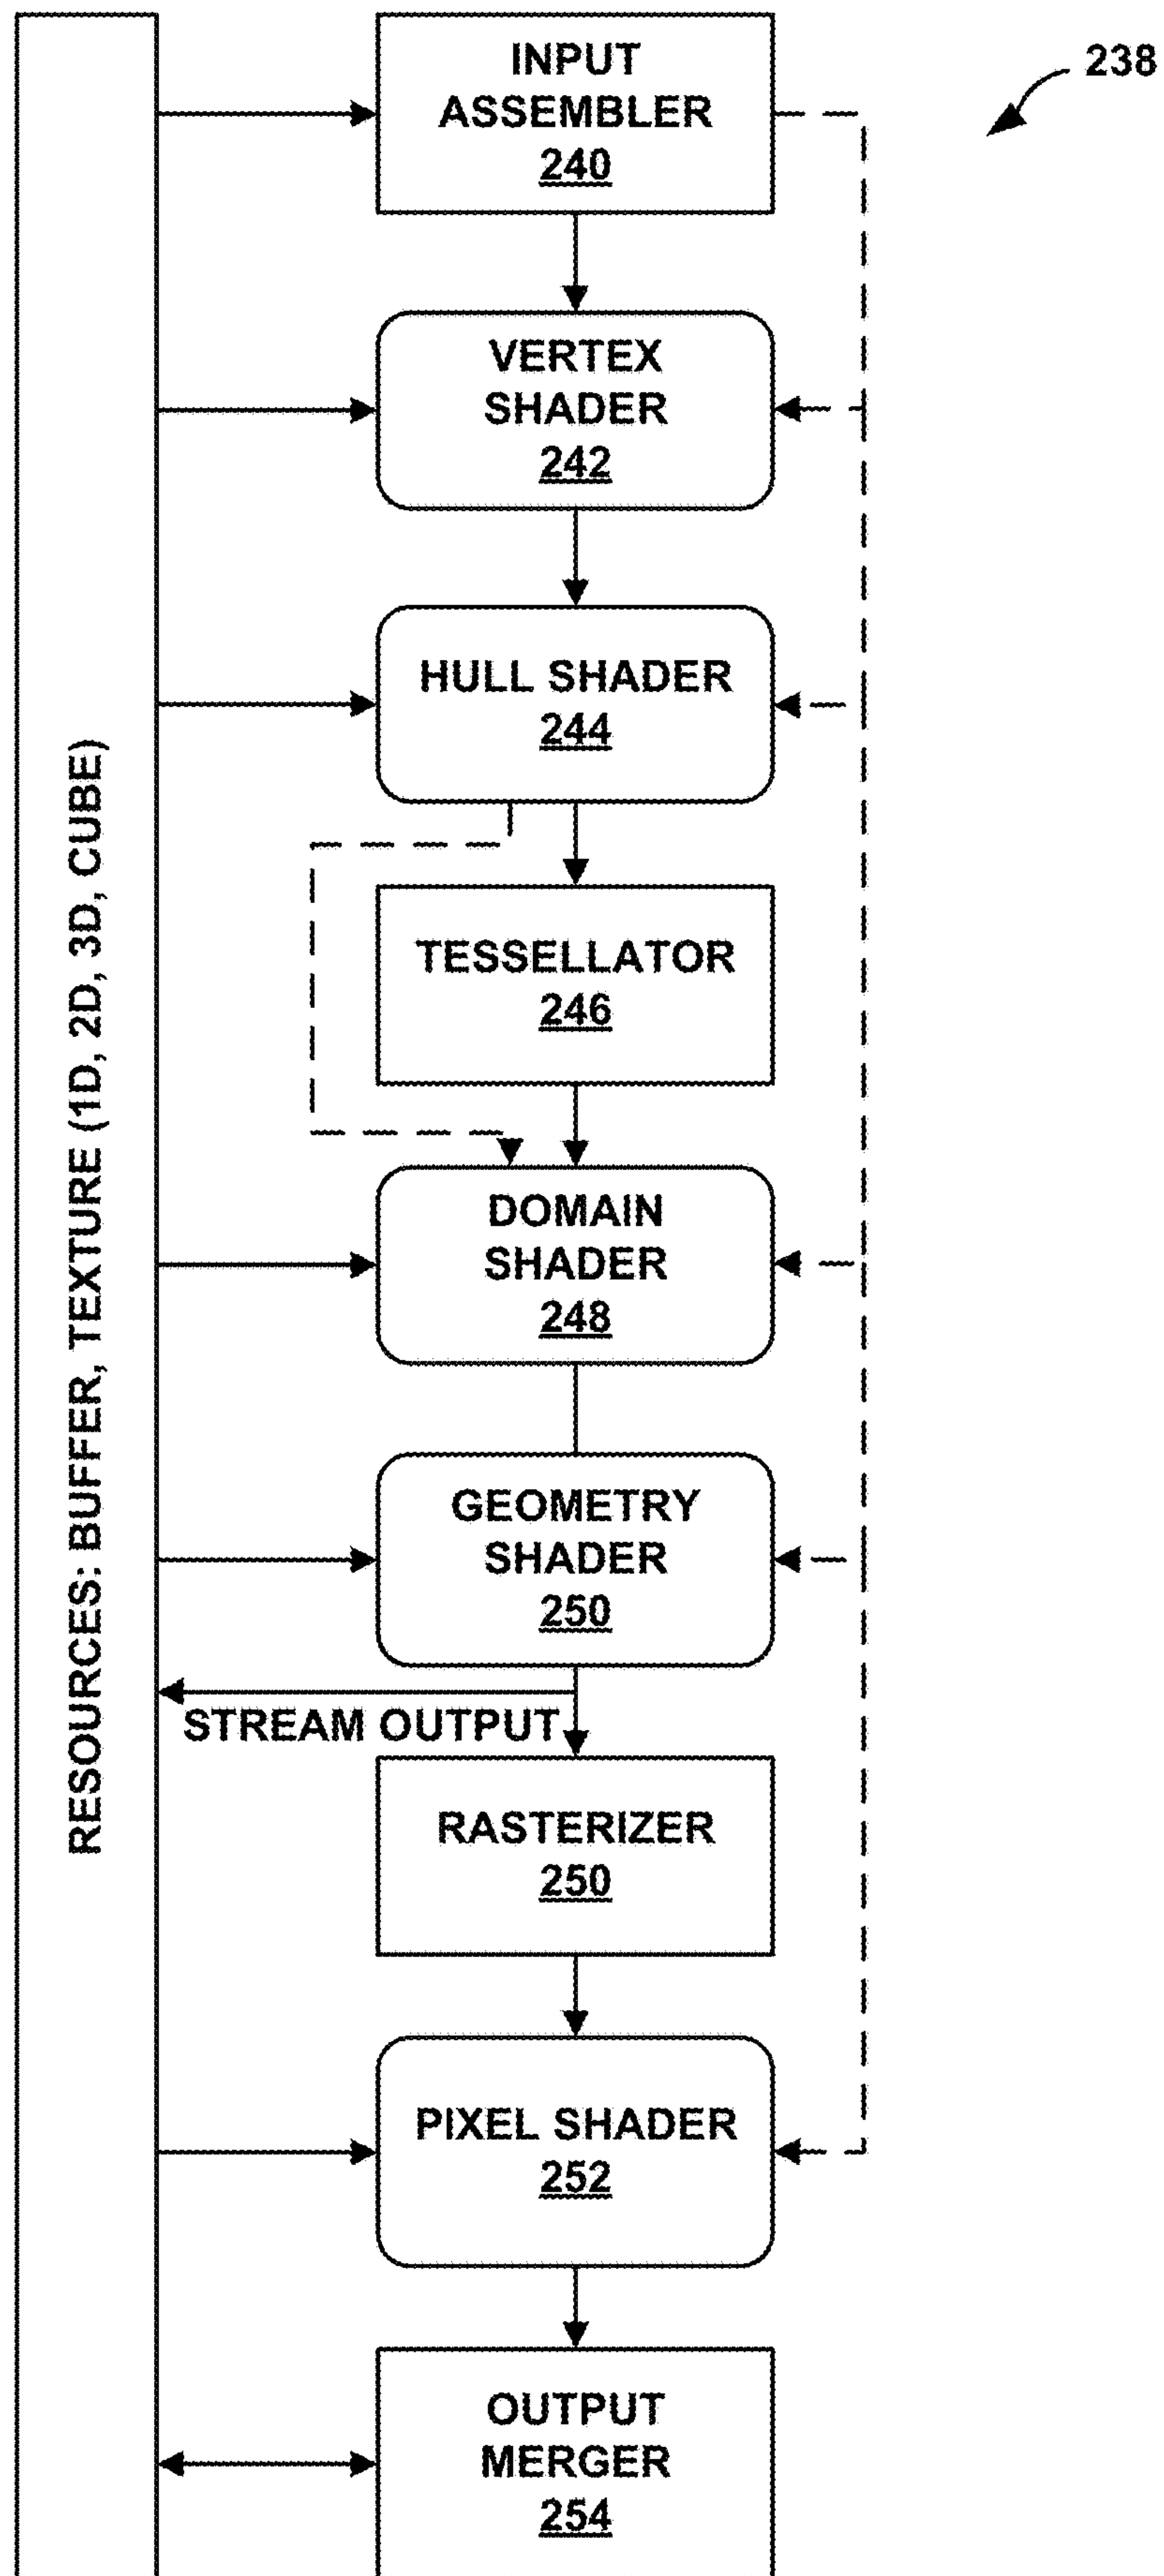 238
INPUT
ASSEMBLER
240
VERTEX
SHADER
242
HULL SHADER
244
TESSELLATOR
246
DOMAIN
SHADER
248
GEOMETRY
SHADER
250
STREAM OUTPUT
RASTERIZER
250
PIXEL SHADER
252
OUTPUT
MERGER
254
RESOURCES: BUFFER, TEXTURE (1D, 2D, 3D, CUBE)